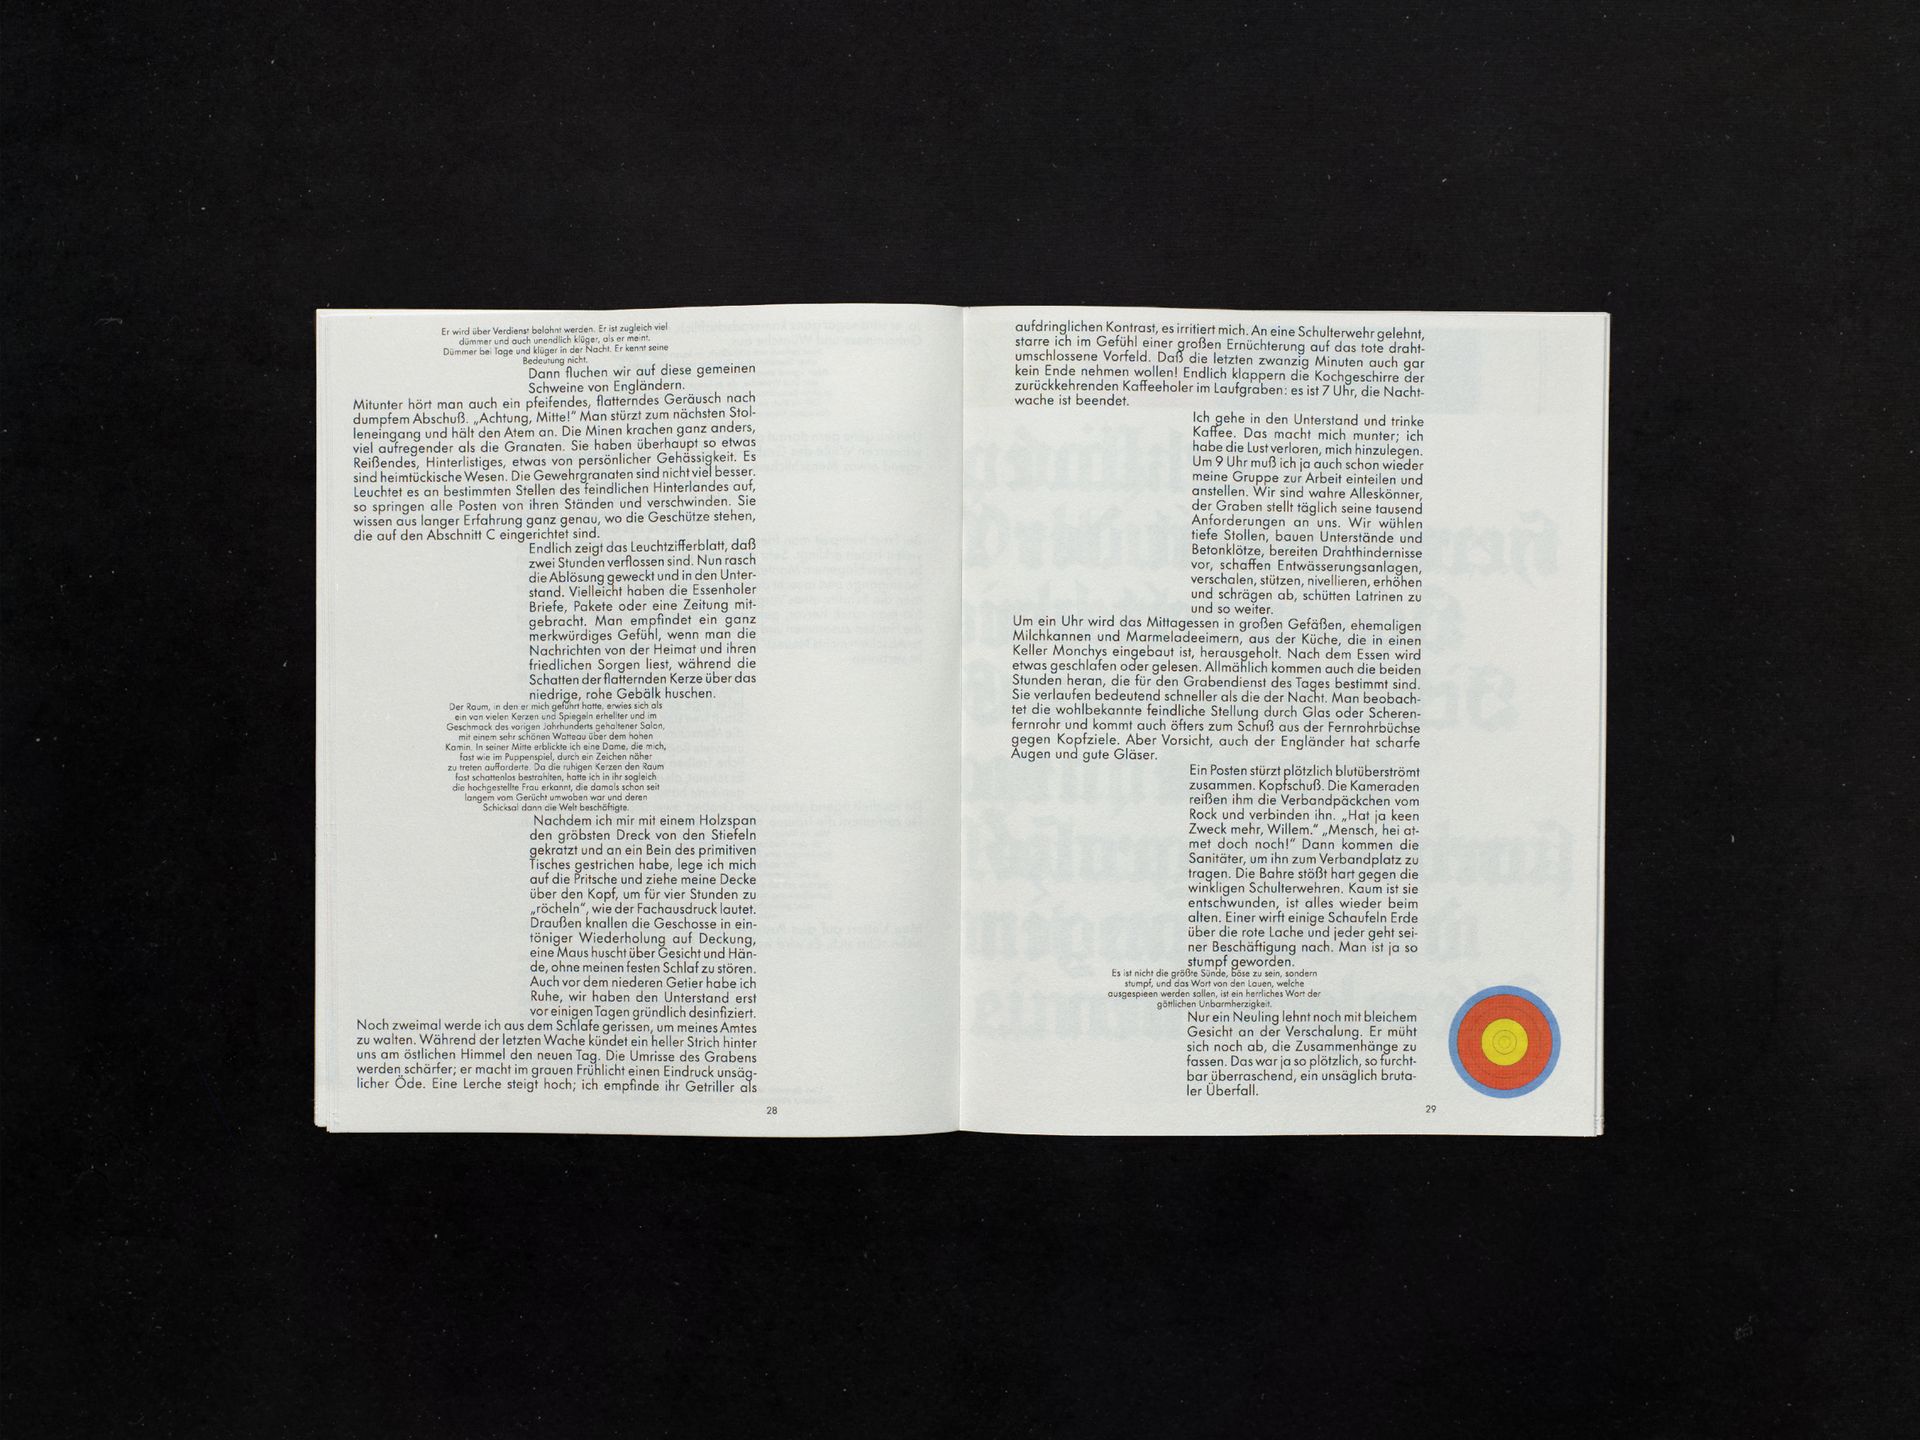 Er wird über Verdienst belohnt werden. Er ist zugleich viel
dümmer und auch unendlich klüger, als er meint.
Dümmer bei Tage und klüger in der Nacht. Er kennt seine
Bedeutung nicht.
Dann fluchen wir auf diese gemeinen
Schweine von Engländern.
Mitunter hört man auch ein pfeifendes, flatterndes Geräusch nach
dumpfem Abschuß. „Achtung, Mitte!" Man stürzt zum nächsten Stol-
leneingang und hält den Atem an. Die Minen krachen ganz anders,
viel aufregender als die Granaten. Sie haben überhaupt so etwas
Reißendes, Hinterlistiges, etwas von persönlicher Gehässigkeit. Es
sind heimtückische Wesen. Die Gewehrgranaten sind nicht viel besser.
Leuchtet es an bestimmten Stellen des feindlichen Hinterlandes auf,
so springen alle Posten von ihren Ständen und verschwinden. Sie
wissen aus langer Erfahrung ganz genau, wo die Geschütze stehen,
die auf den Abschnitt C eingerichtet sind.
Endlich zeigt das Leuchtzifferblatt, daß
zwei Stunden verflossen sind. Nun rasch
die Ablösung geweckt und in den Unter-
stand. Vielleicht haben die Essenholer
Briefe, Pakete oder eine Zeitung mit-
gebracht. Man empfindet ein ganz
merkwürdiges Gefühl, wenn man die
Nachrichten von der Heimat und ihren
friedlichen Sorgen liest, während die
Schatten der flatternden Kerze über das
niedrige, rohe Gebälk huschen.
Der Raum, in den er mich geführt hatte, erwies sich als
ein von vielen Kerzen und Spiegeln erhellter und im
Geschmack des vorigen Jahrhunderts gehaltener Salon,
mit einem sehr schönen Watteau über dem hohen
Kamin. In seiner Mitte erblickte ich eine Dame, die mich,
fast wie im Puppenspiel, durch ein Zeichen näher
zu treten aufforderte. Da die ruhigen Kerzen den Raum
fast schattenlos bestrahlten, hatte ich in ihr sogleich
die hochgestellte Frau erkannt, die damals schon seit
langem vom Gerücht umwoben war und deren
Schicksal dann die Welt beschäftigte.
Nachdem ich mir mit einem Holzspan
den gröbsten Dreck von den Stiefeln
gekratzt und an ein Bein des primitiven
Tisches gestrichen habe, lege ich mich
auf die Pritsche und ziehe meine Decke
über den Kopf, um für vier Stunden zu
„röcheln", wie der Fachausdruck lautet.
Draußen knallen die Geschosse in ein-
töniger Wiederholung auf Deckung,
eine Maus huscht über Gesicht und Hän-
de, ohne meinen festen Schlaf zu stören.
Auch vor dem niederen Getier habe ich
Ruhe, wir haben den Unterstand erst
vor einigen Tagen gründlich desinfiziert.
Noch zweimal werde ich aus dem Schlafe gerissen, um meines Amtes
zu walten. Während der letzten Wache kündet ein heller Strich hinter
uns am östlichen Himmel den neuen Tag. Die Umrisse des Grabens
werden schärfer; er macht im grauen Frühlicht einen Eindruck unsäg-
licher Öde. Eine Lerche steigt hoch; ich empfinde ihr Getriller als
28
aufdringlichen Kontrast, es irritiert mich. An eine Schulterwehr gelehnt,
starre ich im Gefühl einer großen Ernüchterung auf das tote draht-
umschlossene Vorfeld. Daß die letzten zwanzig Minuten auch gar
kein Ende nehmen wollen! Endlich klappern die Kochgeschirre der
zurückkehrenden Kaffeeholer im Laufgraben: es ist 7 Uhr, die Nacht-
wache ist beendet.
Ich gehe in den Unterstand und trinke
Kaffee. Das macht mich munter; ich
habe die Lust verloren, mich hinzulegen.
Um 9 Uhr muß ich ja auch schon wieder
meine Gruppe zur Arbeit einteilen und
anstellen. Wir sind wahre Alleskönner,
der Graben stellt täglich seine tausend
Anforderungen an uns. Wir wühlen
tiefe Stollen, bauen Unterstände und
Betonklötze, bereiten Drahthindernisse
vor, schaffen Entwässerungsanlagen,
verschalen, stützen, nivellieren, erhöhen
und schrägen ab, schütten Latrinen zu
und so weiter.
Um ein Uhr wird das Mittagessen in großen Gefäßen, ehemaligen
Milchkannen und Marmeladeeimern, aus der Küche, die in einen
Keller Monchys eingebaut ist, herausgeholt. Nach dem Essen wird
etwas geschlafen oder gelesen. Allmählich kommen auch die beiden
Stunden heran, die für den Grabendienst des Tages bestimmt sind.
Sie verlaufen bedeutend schneller als die der Nacht. Man beobach-
tet die wohlbekannte feindliche Stellung durch Glas oder Scheren-
fernrohr und kommt auch öfters zum Schuß aus der Fernrohrbüchse
gegen Kopfziele. Aber Vorsicht, auch der Engländer hat scharfe
Augen und gute Gläser.
Ein Posten stürzt plötzlich blutüberströmt
zusammen. Kopfschuß. Die Kameraden
reißen ihm die Verbandpäckchen vom
Rock und verbinden ihn. „Hat ja keen
Zweck mehr, Willem." „Mensch, hei at-
met doch noch!" Dann kommen die
Sanitäter, um ihn zum Verbandplatz zu
tragen. Die Bahre stößt hart gegen die
winkligen Schulterwehren. Kaum ist sie
entschwunden, ist alles wieder beim
alten. Einer wirft einige Schaufeln Erde
über die rote Lache und jeder geht sei-
ner Beschäftigung nach. Man ist ja so
stumpf geworden.
Es ist nicht die größte Sünde, böse zu sein, sondern
stumpf, und das Wort von den Lauen, welche
ausgespieen werden sollen, ist ein herrliches Wort der
göttlichen Unbarmherzigkeit.
Nur ein Neuling lehnt noch mit bleichem
Gesicht an der Verschalung. Er müht
sich noch ab, die Zusammenhänge zu
fassen. Das war ja so plötzlich, so furcht-
bar überraschend, ein unsäglich bruta-
ler Überfall.
29